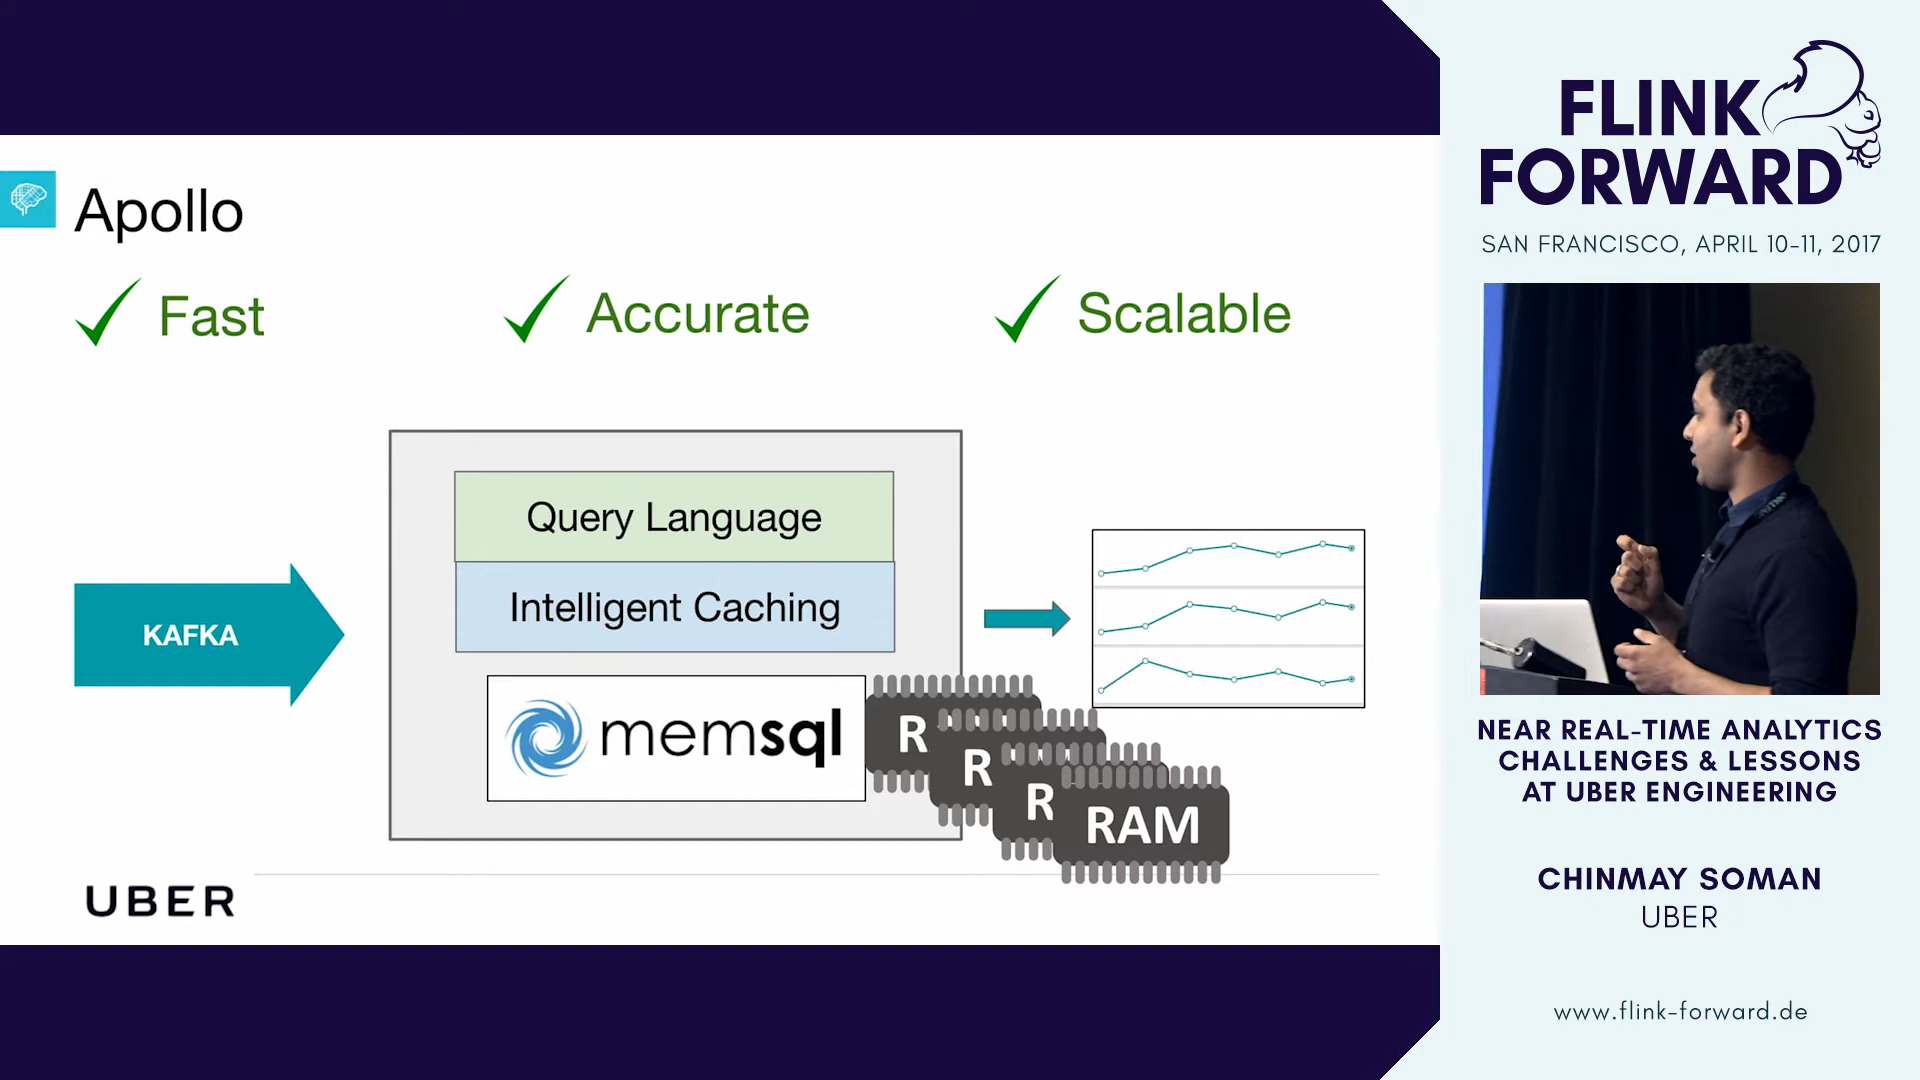 Apollo
Fast
Accurate
Scalable
Query Language
Intelligent Caching
KAFKA
memsql
R
R
R
RAM
UBER
FLINK
FORWARD
SAN FRANCISCO, APRIL 10-11, 2017
NEAR REAL-TIME ANALYTICS
CHALLENGES & LESSONS
AT UBER ENGINEERING
CHINMAY SOMAN
UBER
www.flink-forward.de